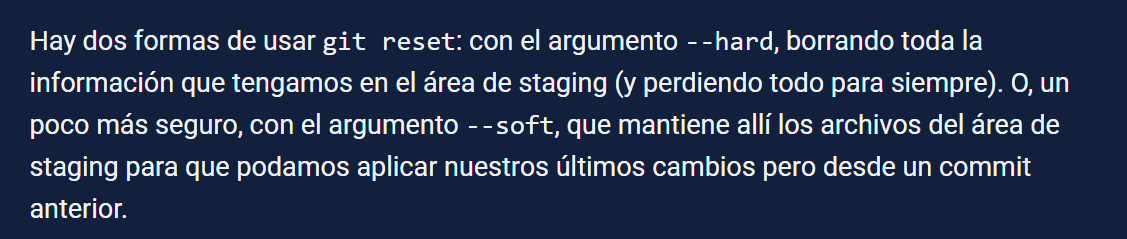 Hay dos formas de usar git reset: con el argumento --hard, borrando toda la
información que tengamos en el área de staging (y perdiendo todo para siempre). O, un
poco más seguro, con el argumento --soft, que mantiene allí los archivos del área de
staging para que podamos aplicar nuestros últimos cambios pero desde un commit
anterior.